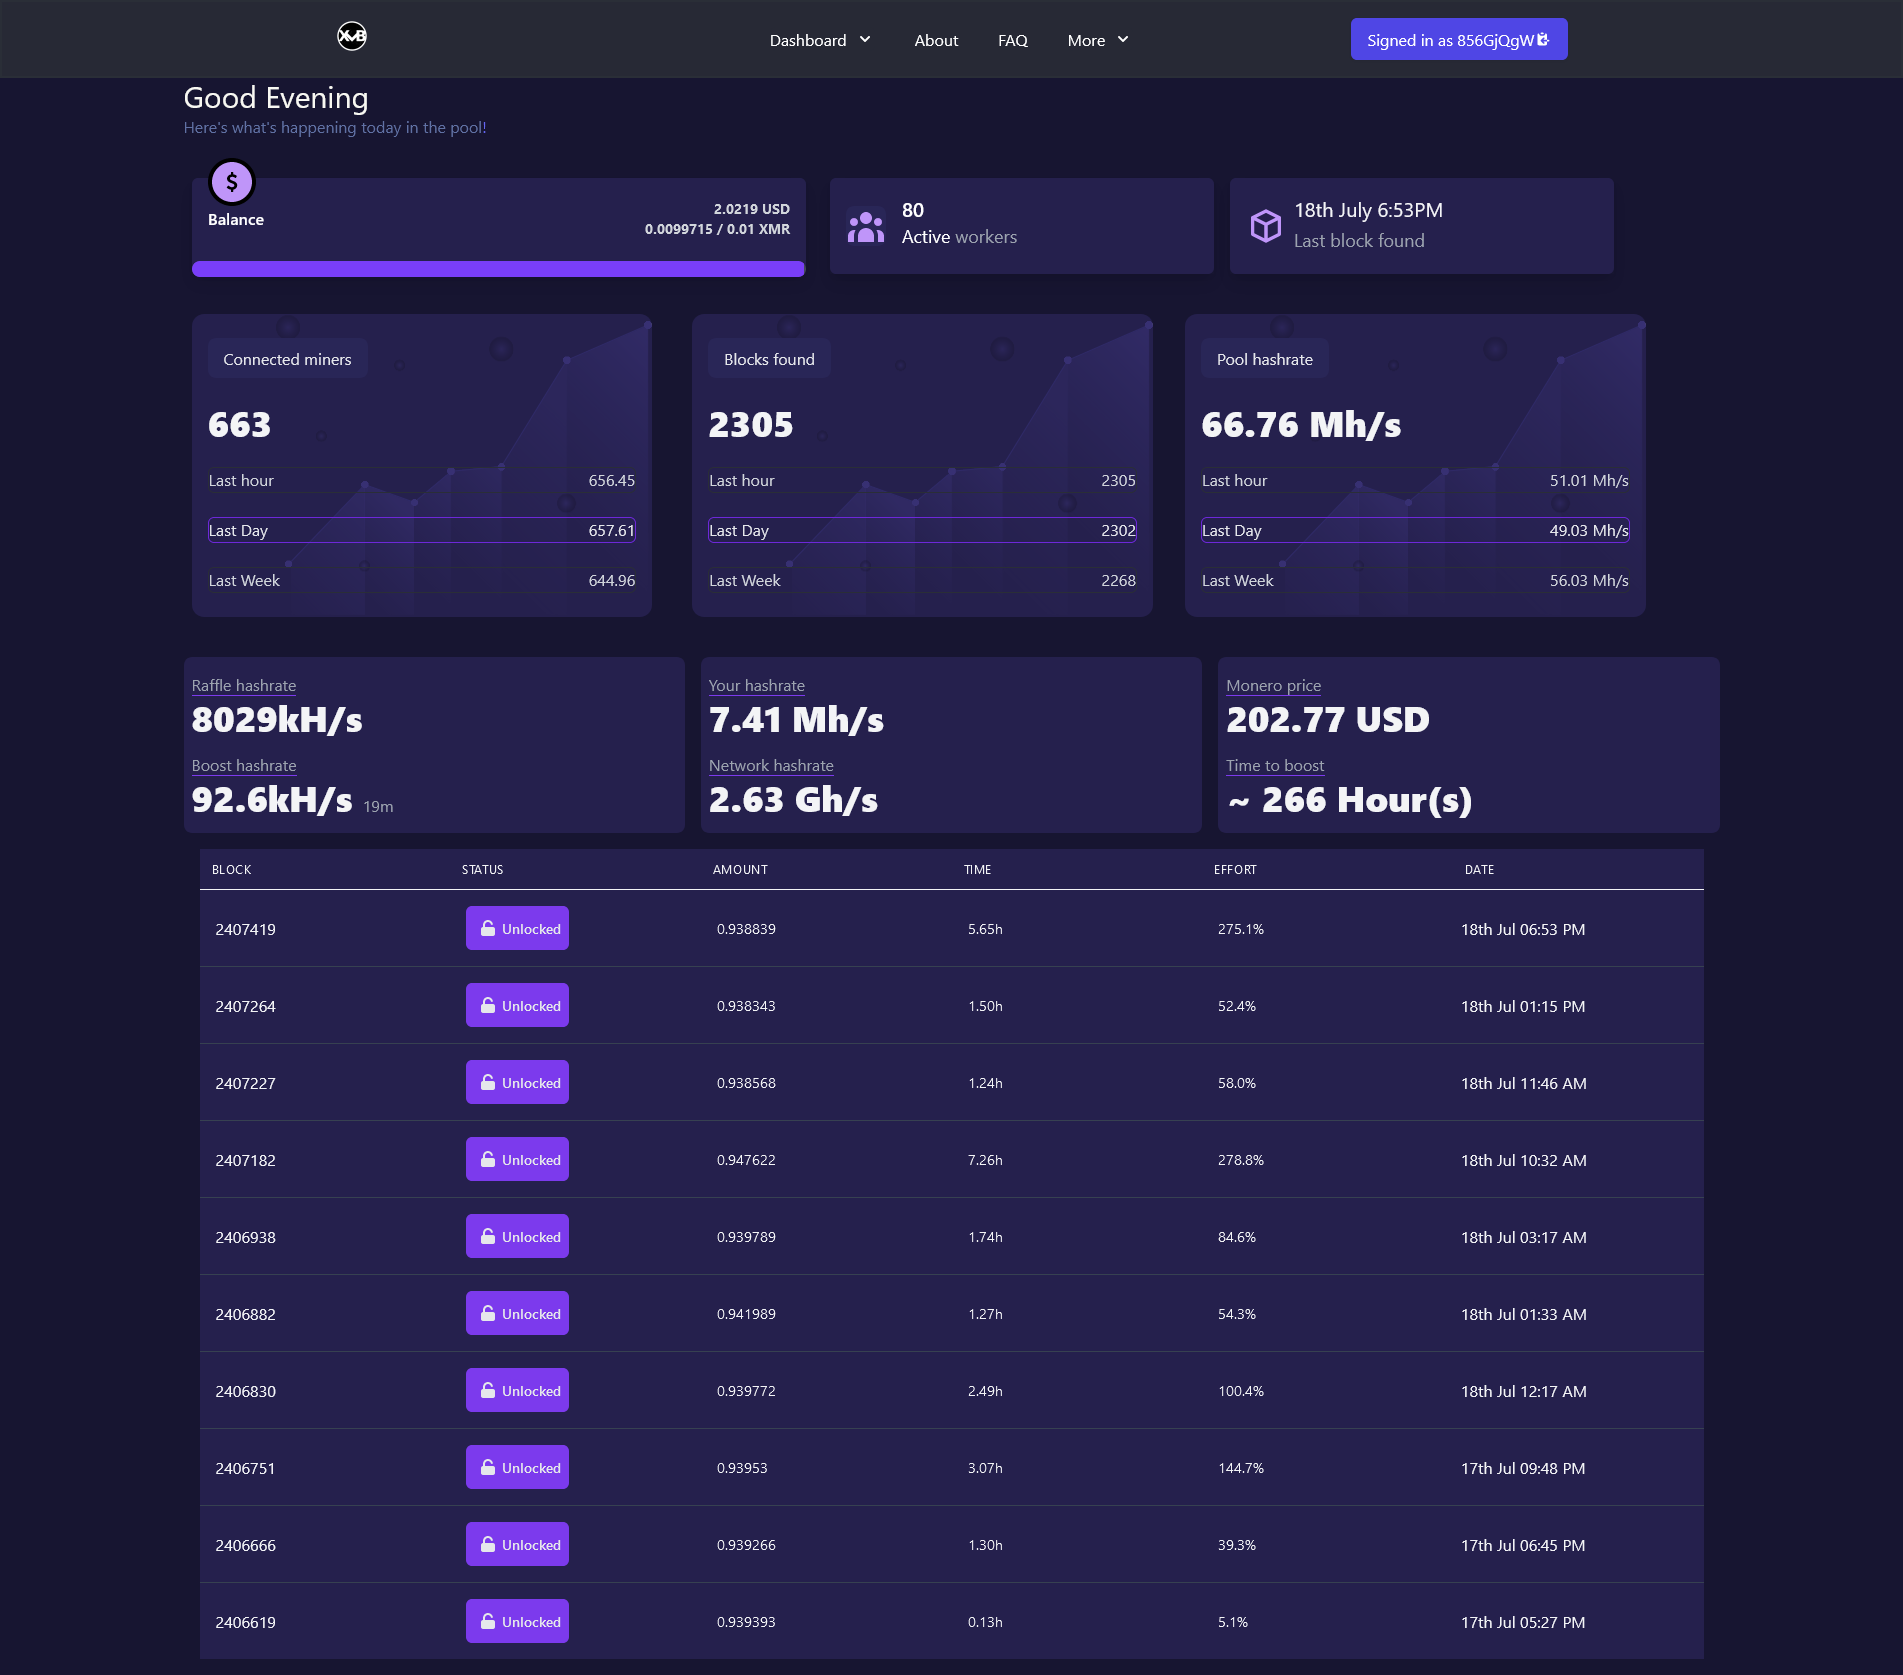 XMB
Dashboard
About
FAQ
More
Signed in as 856GjQgW
Good Evening
Here's what's happening today in the pool!
$
Balance
2.0219 USD
0.0099715 / 0.01 XMR
80
Active workers
18th July 6:53PM
Last block found
Connected miners
663
Last hour 656.45
Last Day 657.61
Last Week 644.96
Blocks found
2305
Last hour 2305
Last Day 2302
Last Week 2268
Pool hashrate
66.76 Mh/s
Last hour 51.01 Mh/s
Last Day 49.03 Mh/s
Last Week 56.03 Mh/s
Raffle hashrate
8029kH/s
Boost hashrate
92.6kH/s 19m
Your hashrate
7.41 Mh/s
Network hashrate
2.63 Gh/s
Monero price
202.77 USD
Time to boost
~ 266 Hour(s)
BLOCK STATUS AMOUNT TIME EFFORT DATE
2407419 Unlocked 0.938839 5.65h 275.1% 18th Jul 06:53 PM
2407264 Unlocked 0.938343 1.50h 52.4% 18th Jul 01:15 PM
2407227 Unlocked 0.938568 1.24h 58.0% 18th Jul 11:46 AM
2407182 Unlocked 0.947622 7.26h 278.8% 18th Jul 10:32 AM
2406938 Unlocked 0.939789 1.74h 84.6% 18th Jul 03:17 AM
2406882 Unlocked 0.941989 1.27h 54.3% 18th Jul 01:33 AM
2406830 Unlocked 0.939772 2.49h 100.4% 18th Jul 12:17 AM
2406751 Unlocked 0.93953 3.07h 144.7% 17th Jul 09:48 PM
2406666 Unlocked 0.939266 1.30h 39.3% 17th Jul 06:45 PM
2406619 Unlocked 0.939393 0.13h 5.1% 17th Jul 05:27 PM